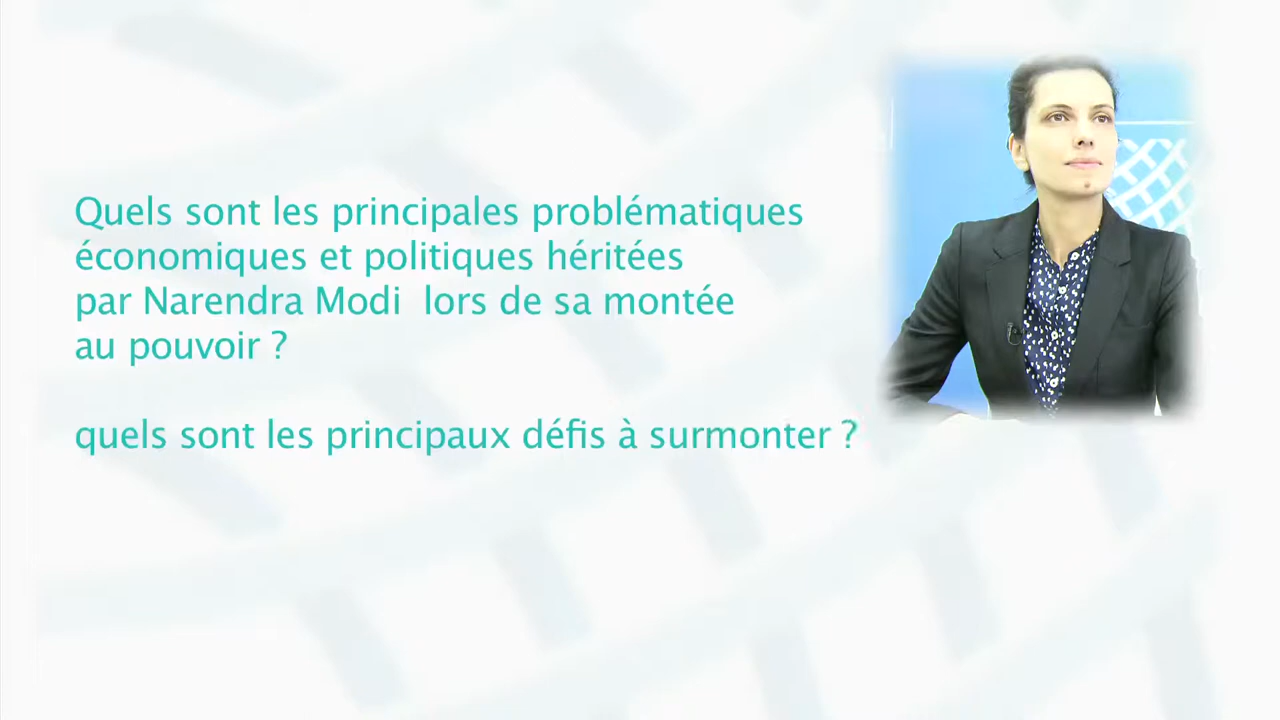 Quels sont les principales problématiques
économiques et politiques héritées
par Narendra Modi  lors de sa montée
au pouvoir ?
quels sont les principaux défis à surmonter ?